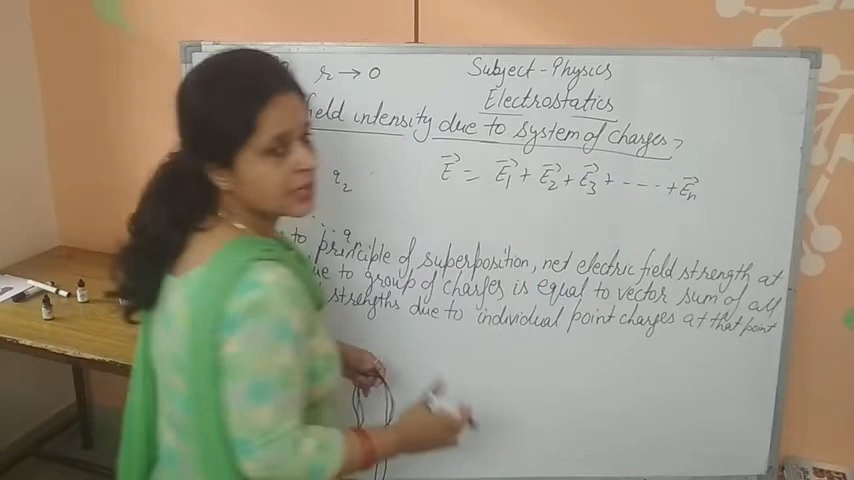 r → 0
Subject-Physics
Electrostatics
field intensity due to system of charges
q₂
E⃗ = E⃗₁ + E⃗₂ + E⃗₃ + ---- + E⃗ₙ
to principle of superposition, net electric field strength at
due to group of charges is equal to vector sum of all
strengths due to individual point charges at that point